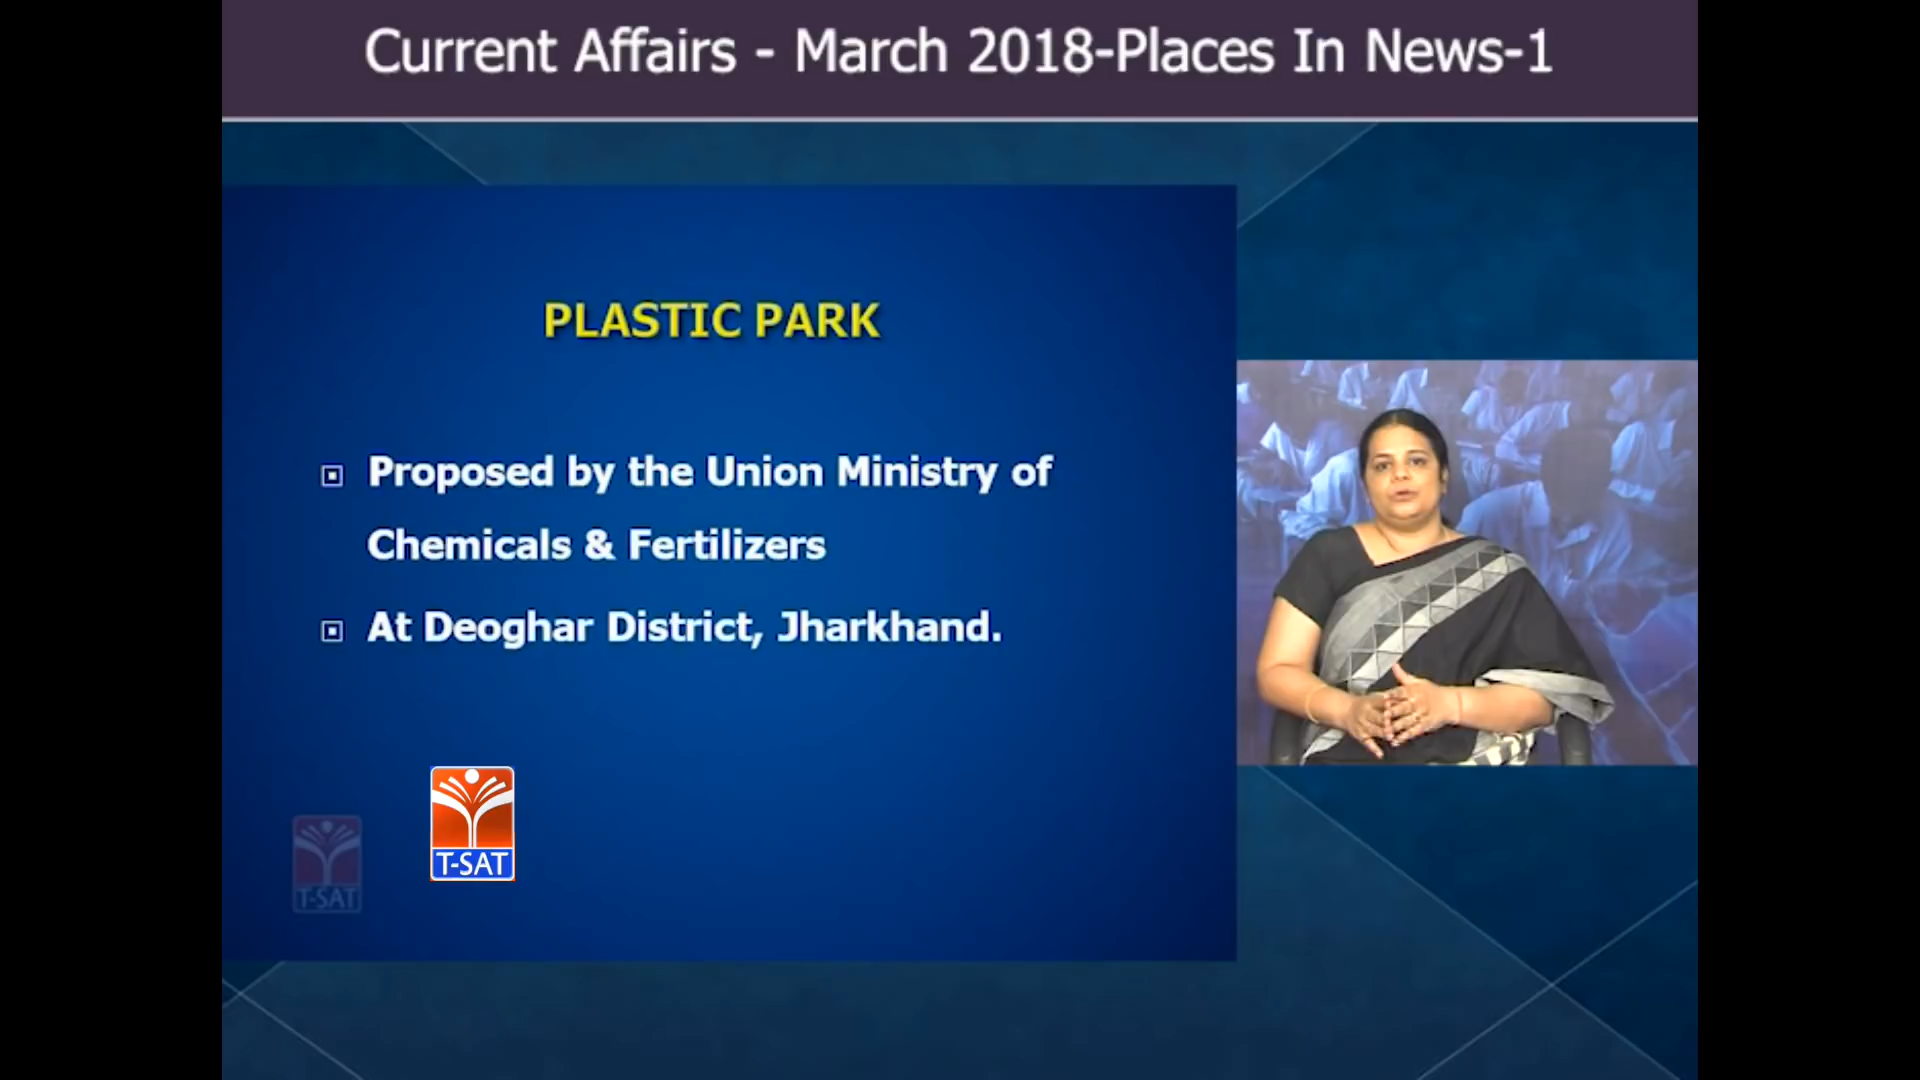 Current Affairs - March 2018-Places In News-1
PLASTIC PARK
Proposed by the Union Ministry of
Chemicals & Fertilizers
At Deoghar District, Jharkhand.
T-SAT
T-SAT